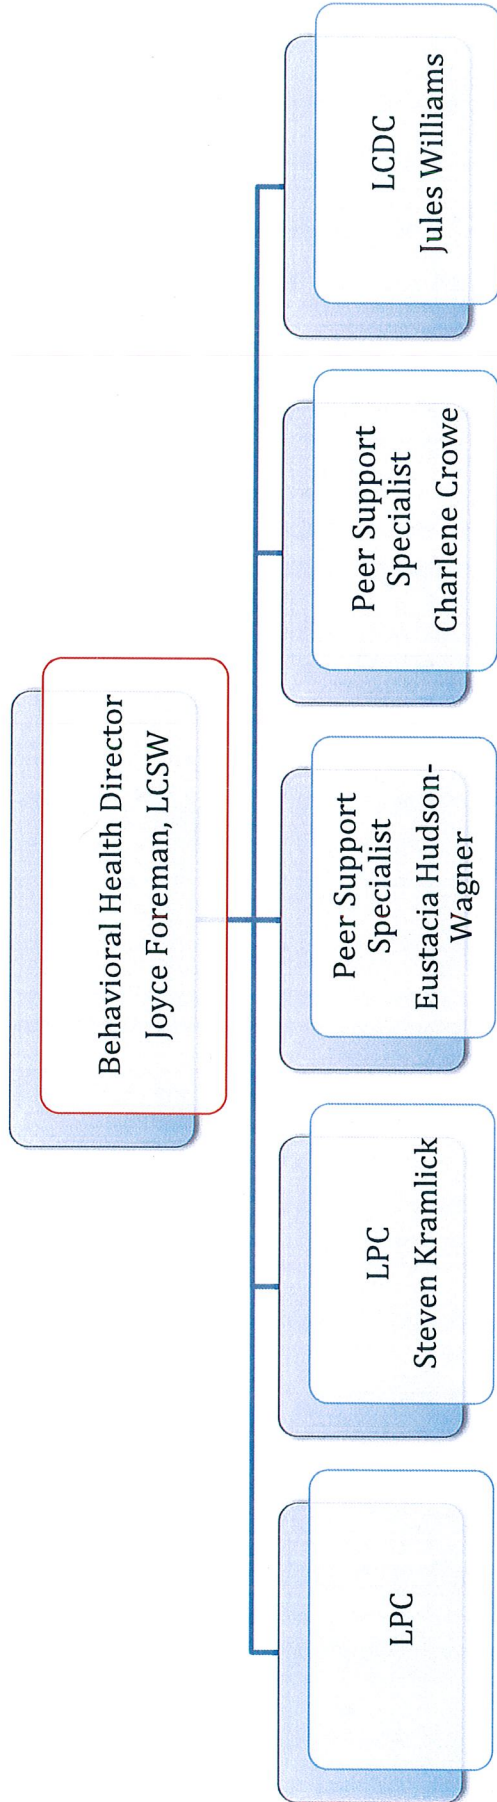 Behavioral Health Director
Joyce Foreman, LCSW
LPC
LPC
Steven Kramlick
Peer Support
Specialist
Eustacia Hudson-
Wagner
Peer Support
Specialist
Charlene Crowe
LCDC
Jules Williams